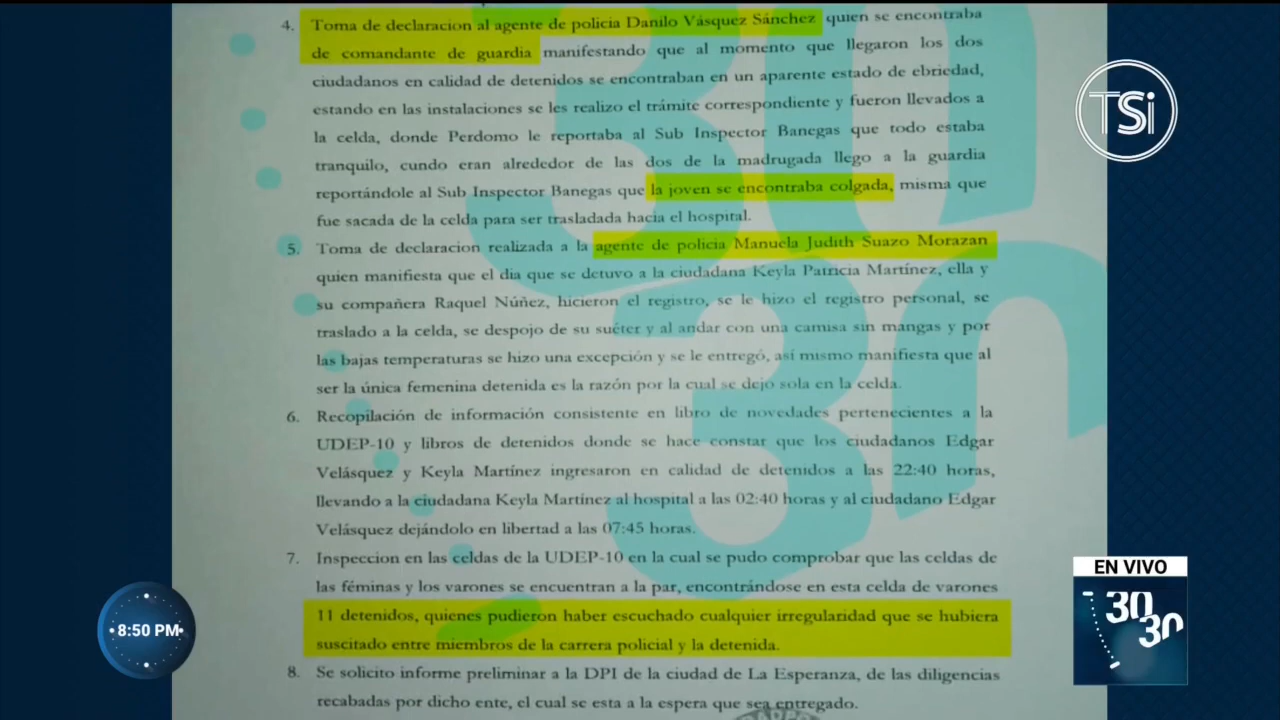 4. Toma de declaracion al agente de policia Danilo Vásquez Sánchez quien se encontraba
de comandante de guardia manifestando que al momento que llegaron los dos
ciudadanos en calidad de detenidos se encontraban en un aparente estado de ebriedad,
estando en las instalaciones se les realizo el trámite correspondiente y fueron llevados a
la celda, donde Perdomo le reportaba al Sub Inspector Banegas que todo estaba
tranquilo, cundo eran alrededor de las dos de la madrugada llego a la guardia
reportándole al Sub Inspector Banegas que la joven se encontraba colgada, misma que
fue sacada de la celda para ser trasladada hacia el hospital.
5. Toma de declaracion realizada a la agente de policia Manuela Judith Suazo Morazan
quien manifiesta que el dia que se detuvo a la ciudadana Keyla Patricia Martínez, ella y
su compañera Raquel Núñez, hicieron el registro, se le hizo el registro personal, se
traslado a la celda, se despojo de su suéter y al andar con una camisa sin mangas y por
las bajas temperaturas se hizo una excepción y se le entregó, así mismo manifiesta que al
ser la única femenina detenida es la razón por la cual se dejo sola en la celda.
6. Recopilación de información consistente en libro de novedades pertenecientes a la
UDEP-10 y libros de detenidos donde se hace constar que los ciudadanos Edgar
Velásquez y Keyla Martínez ingresaron en calidad de detenidos a las 22:40 horas,
llevando a la ciudadana Keyla Martínez al hospital a las 02:40 horas y al ciudadano Edgar
Velásquez dejándolo en libertad a las 07:45 horas.
7. Inspeccion en las celdas de la UDEP-10 en la cual se pudo comprobar que las celdas de
las féminas y los varones se encuentran a la par, encontrándose en esta celda de varones
11 detenidos, quienes pudieron haber escuchado cualquier irregularidad que se hubiera
suscitado entre miembros de la carrera policial y la detenida.
8. Se solicito informe preliminar a la DPI de la ciudad de La Esperanza, de las diligencias
recabadas por dicho ente, el cual se esta a la espera que sea entregado.
TSi
8:50 PM
EN VIVO
30
30